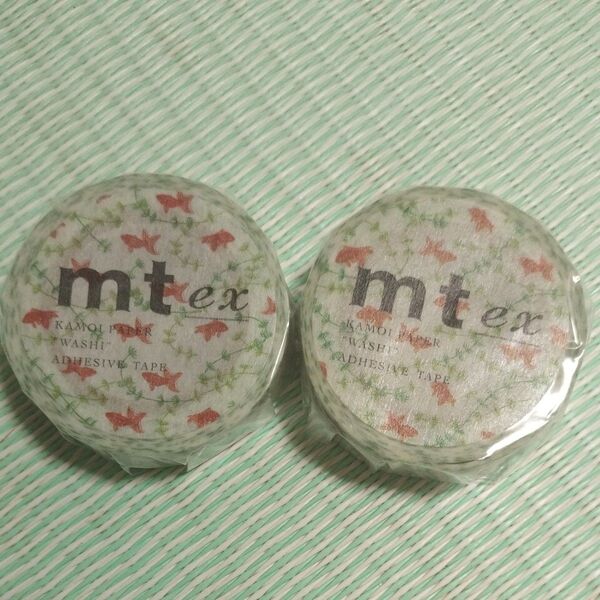 mt ex
KAMOI PAPER
"WASHI"
ADHESIVE TAPE
mt ex
KAMOI PAPER
"WASHI"
ADHESIVE TAPE